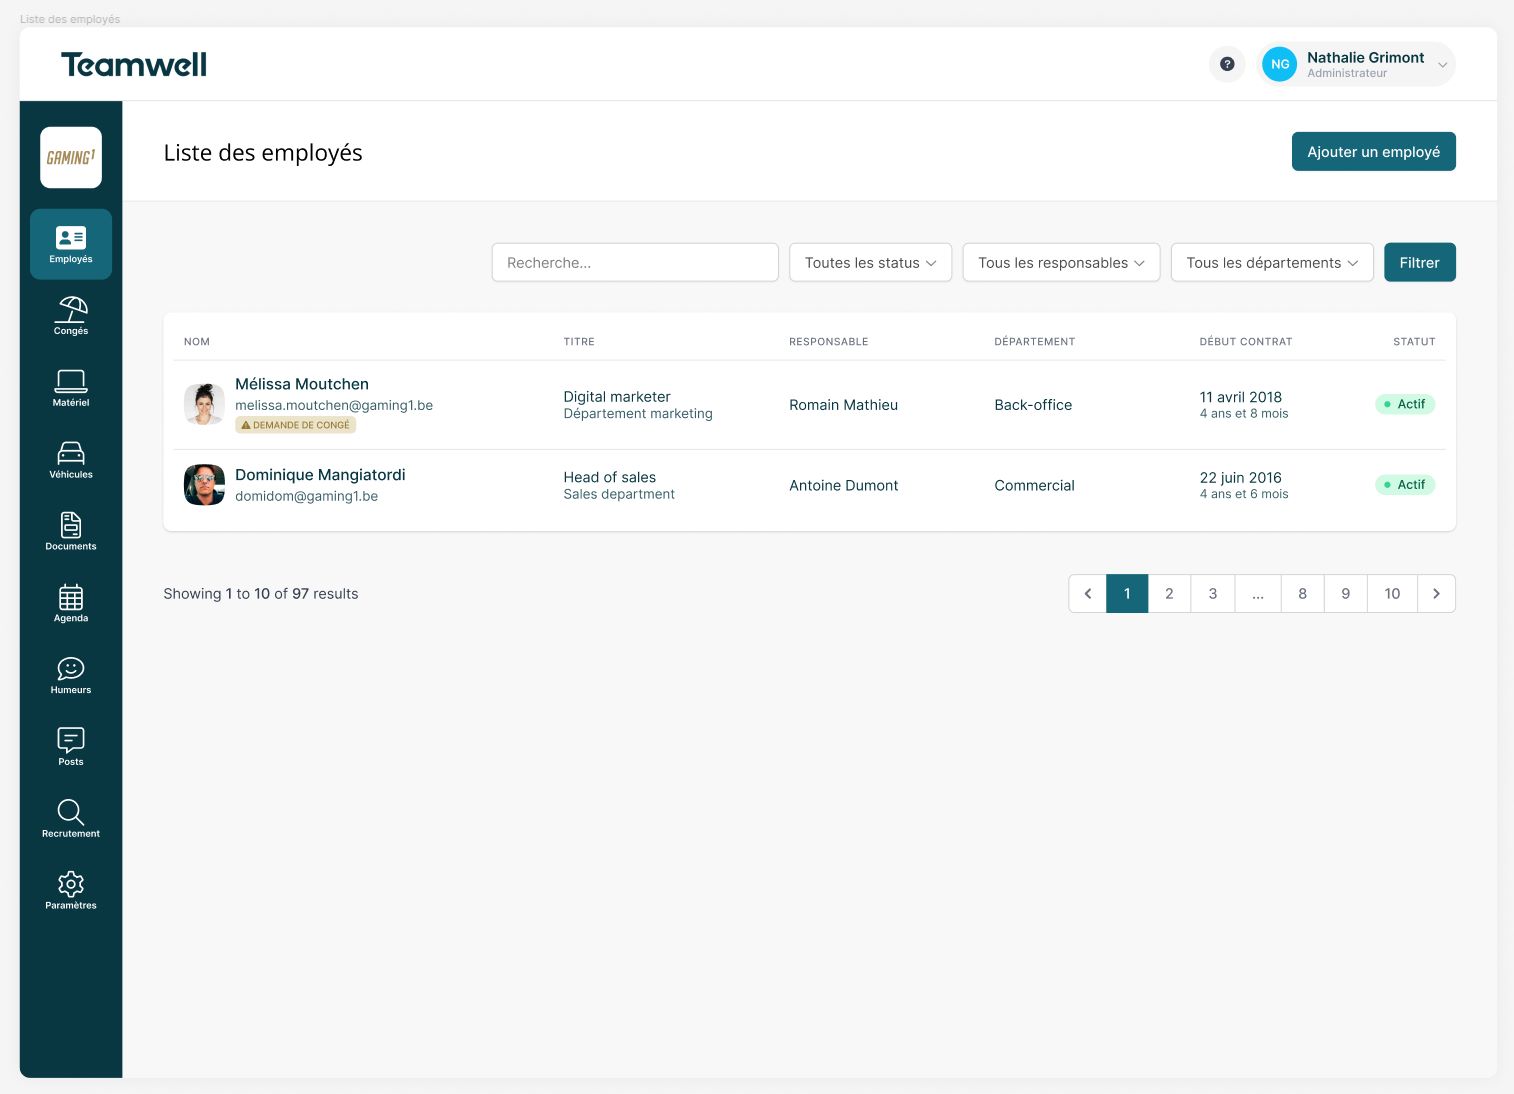 Liste des employés
Teamwell
?
NG
Nathalie Grimont
Administrateur
GAMING1
Liste des employés
Ajouter un employé
Employés
Congés
Matériel
Véhicules
Documents
Agenda
Humeurs
Posts
Recrutement
Paramètres
Recherche...
Toutes les status
Tous les responsables
Tous les départements
Filtrer
NOM TITRE RESPONSABLE DÉPARTEMENT DÉBUT CONTRAT STATUT
Mélissa Moutchen
melissa.moutchen@gaming1.be
DEMANDE DE CONGÉ
Digital marketer
Département marketing
Romain Mathieu
Back-office
11 avril 2018
4 ans et 8 mois
Actif
Dominique Mangiatordi
domidom@gaming1.be
Head of sales
Sales department
Antoine Dumont
Commercial
22 juin 2016
4 ans et 6 mois
Actif
Showing 1 to 10 of 97 results
1 2 3 ... 8 9 10